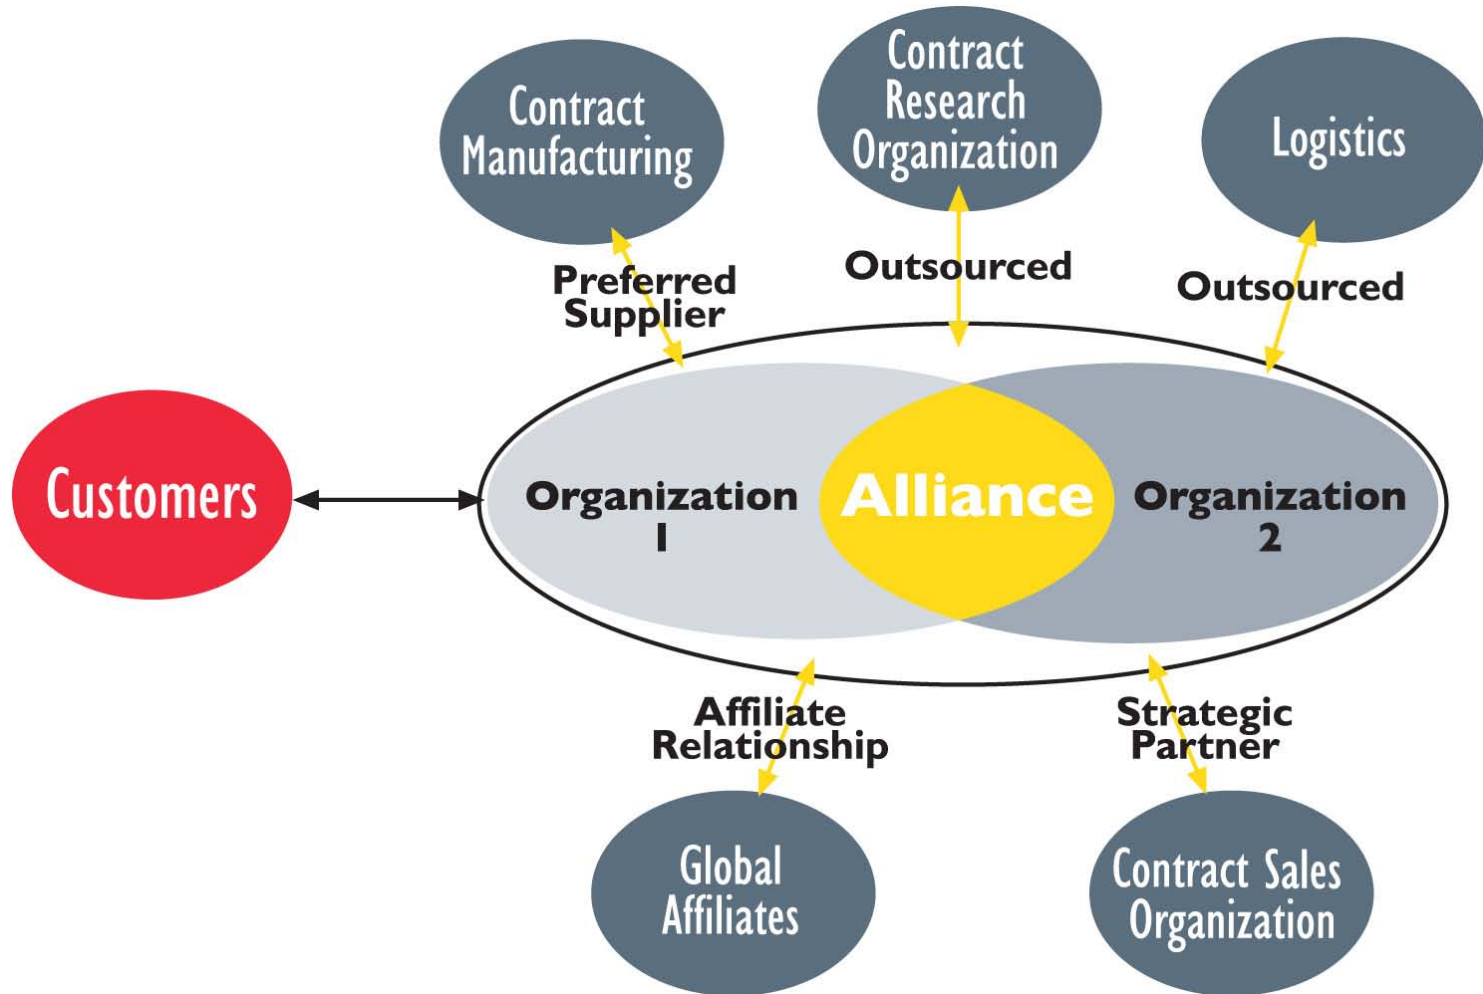 Contract
Manufacturing
Contract
Research
Organization
Logistics
Preferred
Supplier
Outsourced
Outsourced
Customers
Organization
1
Alliance
Organization
2
Affiliate
Relationship
Strategic
Partner
Global
Affiliates
Contract Sales
Organization